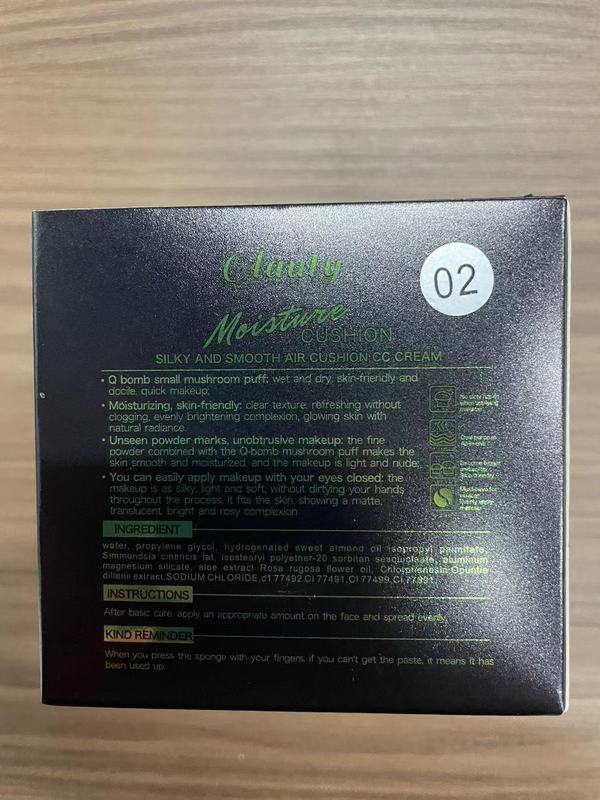 Clauty
02
Moisture
CUSHION
SILKY AND SMOOTH AIR CUSHION CC CREAM
• Q bomb small mushroom puff: wet and dry, skin-friendly and
docile, quick makeup;
• Moisturizing, skin-friendly: clear texture, refreshing without
clogging, evenly brightening complexion, glowing skin with
natural radiance.
• Unseen powder marks, unobtrusive makeup: the fine
powder combined with the Q-bomb mushroom puff makes the
skin smooth and moisturized, and the makeup is light and nude;
• You can easily apply makeup with your eyes closed: the
makeup is as silky, light and soft, without dirtying your hands
throughout the process. It fits the skin, showing a matte,
translucent, bright and rosy complexion
INGREDIENT
water, propylene glycol, hydrogenated sweet almond oil isopropyl palmitate,
Simmondsia cinensis fat, isostearyl polyether-20 sorbitan sesquioleate, aluminum
magnesium silicate, aloe extract Rosa rugosa flower oil, Chlorphenesin,Opuntia
dillenii extract,SODIUM CHLORIDE,c1 77492 CI 77491,CI 77499,CI 77891
INSTRUCTIONS
After basic care, apply an appropriate amount on the face and spread evenly.
KIND REMINDER
When you press the sponge with your fingers, if you can't get the paste, it means it has
been used up.